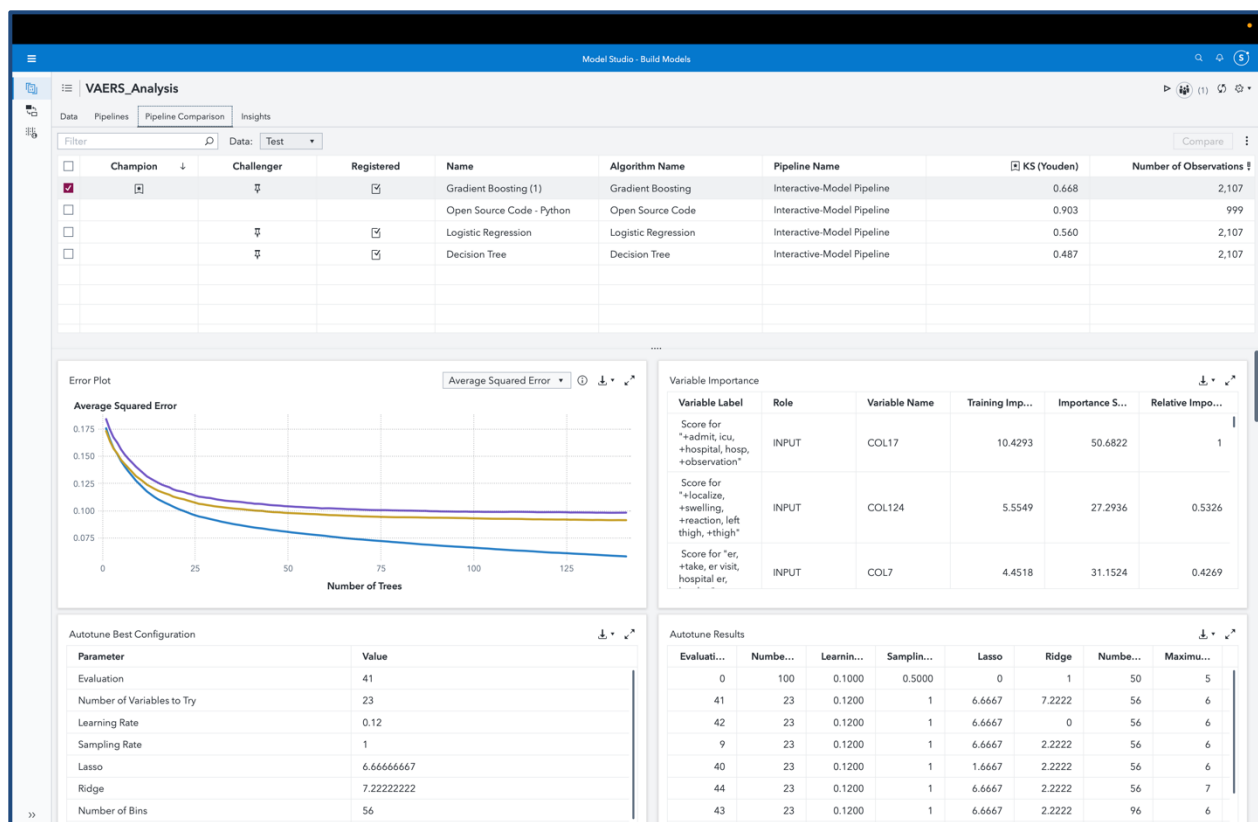 Model Studio - Build Models
S
VAERS_Analysis
(1)
Data Pipelines Pipeline Comparison Insights
Filter Data: Test Compare
Champion Challenger Registered Name Algorithm Name Pipeline Name KS (Youden) Number of Observations
Gradient Boosting (1) Gradient Boosting Interactive-Model Pipeline 0.668 2,107
Open Source Code - Python Open Source Code Interactive-Model Pipeline 0.903 999
Logistic Regression Logistic Regression Interactive-Model Pipeline 0.560 2,107
Decision Tree Decision Tree Interactive-Model Pipeline 0.487 2,107
Error Plot Average Squared Error
Average Squared Error
0.175
0.150
0.125
0.100
0.075
0 25 50 75 100 125
Number of Trees
Variable Importance
Variable Label Role Variable Name Training Imp... Importance S... Relative Impo...
Score for
"+admit, icu,
+hospital, hosp,
+observation" INPUT COL17 10.4293 50.6822 1
Score for
"+localize,
+swelling,
+reaction, left
thigh, +thigh" INPUT COL124 5.5549 27.2936 0.5326
Score for "er,
+take, er visit,
hospital er, INPUT COL7 4.4518 31.1524 0.4269
Autotune Best Configuration
Parameter Value
Evaluation 41
Number of Variables to Try 23
Learning Rate 0.12
Sampling Rate 1
Lasso 6.66666667
Ridge 7.22222222
Number of Bins 56
Autotune Results
Evaluati... Numbe... Learnin... Samplin... Lasso Ridge Numbe... Maximu...
0 100 0.1000 0.5000 0 1 50 5
41 23 0.1200 1 6.6667 7.2222 56 6
42 23 0.1200 1 6.6667 0 56 6
9 23 0.1200 1 6.6667 2.2222 56 6
40 23 0.1200 1 1.6667 2.2222 56 6
44 23 0.1200 1 6.6667 2.2222 56 7
43 23 0.1200 1 6.6667 2.2222 96 6